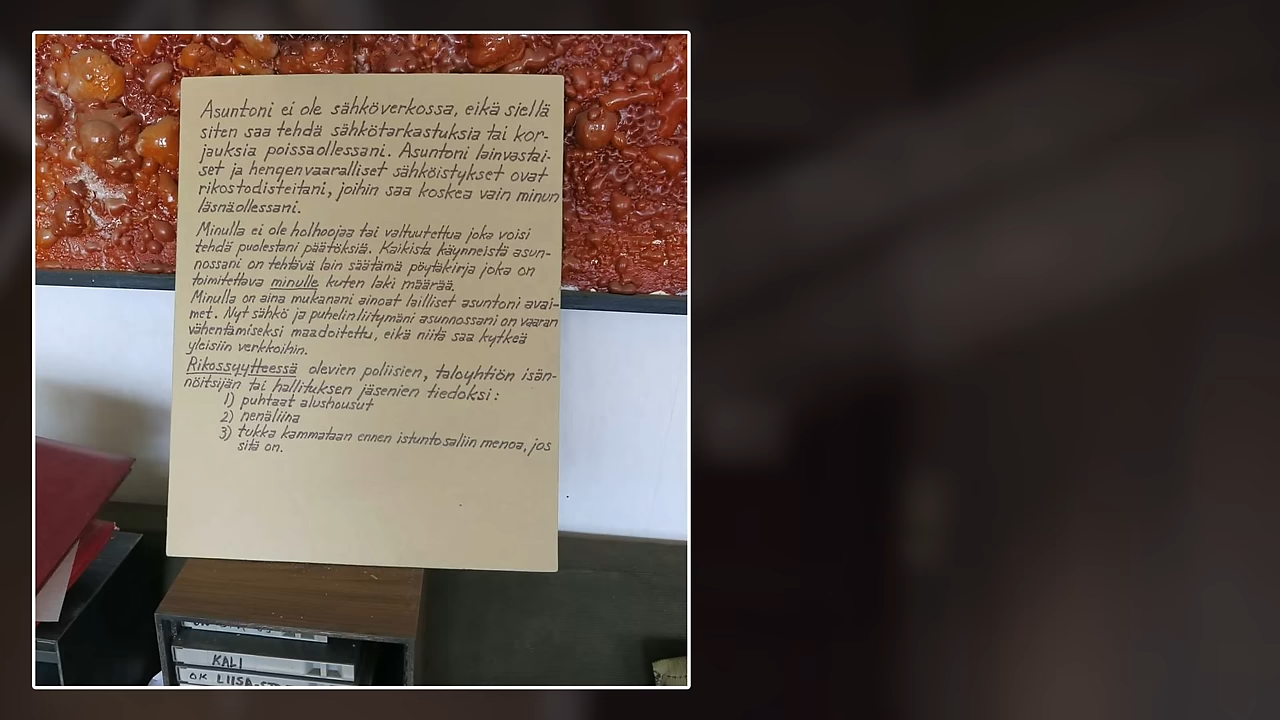 Asuntoni ei ole sähköverkossa, eikä siellä
siten saa tehdä sähkötarkastuksia tai kor-
jauksia poissaollessani. Asuntoni lainvastai-
set ja hengenvaaralliset sähköistykset ovat
rikostodisteitani, joihin saa koskea vain minun
läsnäollessani.
Minulla ei ole holhoojaa tai valtuutettua joka voisi
tehdä puolestani päätöksiä. Kaikista käynneistä asun-
nossani on tehtävä lain säätämä pöytäkirja joka on
toimitettava minulle kuten laki määrää.
Minulla on aina mukanani ainoat lailliset asuntoni avai-
met. Nyt sähkö ja puhelinliitymäni asunnossani on vaaran
vähentämiseksi maadoitettu, eikä niitä saa kytkeä
yleisiin verkkoihin.
Rikossyytteessä olevien poliisien, taloyhtiön isän-
nöitsijän tai hallituksen jäsenien tiedoksi:
1) puhtaat alushousut
2) nenäliina
3) tukka kammataan ennen istuntosaliin menoa, jos
sitä on.
KALI
OK LIISA